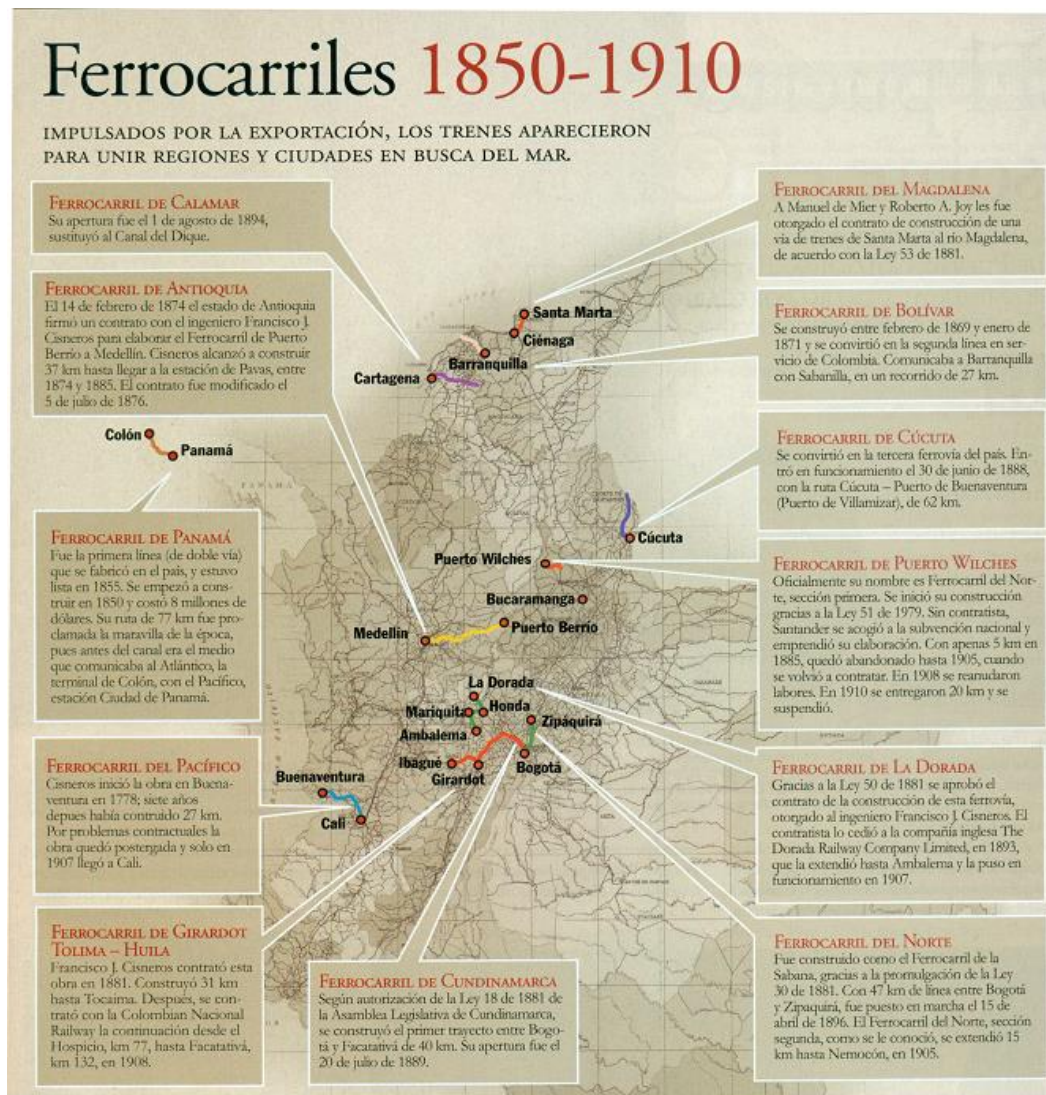 Ferrocarriles 1850-1910
IMPULSADOS POR LA EXPORTACIÓN, LOS TRENES APARECIERON
PARA UNIR REGIONES Y CIUDADES EN BUSCA DEL MAR.
FERROCARRIL DE CALAMAR
Su apertura fue el 1 de agosto de 1894,
sustituyó al Canal del Dique.
FERROCARRIL DE ANTIOQUIA
El 14 de febrero de 1874 el estado de Antioquia
firmó un contrato con el ingeniero Francisco J.
Cisneros para elaborar el Ferrocarril de Puerto
Berrío a Medellín. Cisneros alcanzó a construir
37 km hasta llegar a la estación de Pavas, entre
1874 y 1885. El contrato fue modificado el
5 de julio de 1876.
FERROCARRIL DE PANAMÁ
Fue la primera línea (de doble vía)
que se fabricó en el país, y estuvo
lista en 1855. Se empezó a cons-
truir en 1850 y costó 8 millones de
dólares. Su ruta de 77 km fue pro-
clamada la maravilla de la época,
pues antes del canal era el medio
que comunicaba al Atlántico, la
terminal de Colón, con el Pacífico,
estación Ciudad de Panamá.
FERROCARRIL DEL PACÍFICO
Cisneros inició la obra en Buena-
ventura en 1778; siete años
depues había contruido 27 km.
Por problemas contractuales la
obra quedó postergada y solo en
1907 llegó a Cali.
FERROCARRIL DE GIRARDOT
TOLIMA – HUILA
Francisco J. Cisneros contrató esta
obra en 1881. Construyó 31 km
hasta Tocaima. Después, se con-
trató con la Colombian National
Railway la continuación desde el
Hospicio, km 77, hasta Facatativá,
km 132, en 1908.
FERROCARRIL DE CUNDINAMARCA
Según autorización de la Ley 18 de 1881 de
la Asamblea Legislativa de Cundinamarca,
se construyó el primer trayecto entre Bogo-
tá y Facatativá de 40 km. Su apertura fue el
20 de julio de 1889.
FERROCARRIL DEL MAGDALENA
A Manuel de Mier y Roberto A. Joy les fue
otorgado el contrato de construcción de una
vía de trenes de Santa Marta al río Magdalena,
de acuerdo con la Ley 53 de 1881.
FERROCARRIL DE BOLÍVAR
Se construyó entre febrero de 1869 y enero de
1871 y se convirtió en la segunda línea en ser-
vicio de Colombia. Comunicaba a Barranquilla
con Sabanilla, en un recorrido de 27 km.
FERROCARRIL DE CÚCUTA
Se convirtió en la tercera ferrovía del país. En-
tró en funcionamiento el 30 de junio de 1888,
con la ruta Cúcuta – Puerto de Buenaventura
(Puerto de Villamizar), de 62 km.
FERROCARRIL DE PUERTO WILCHES
Oficialmente su nombre es Ferrocarril del Nor-
te, sección primera. Se inició su construcción
gracias a la Ley 51 de 1979. Sin contratista,
Santander se acogió a la subvención nacional y
emprendió su elaboración. Con apenas 5 km en
1885, quedó abandonado hasta 1905, cuando
se volvió a contratar. En 1908 se reanudaron
labores. En 1910 se entregaron 20 km y se
suspendió.
FERROCARRIL DE LA DORADA
Gracias a la Ley 50 de 1881 se aprobó el
contrato de la construcción de esta ferrovía,
otorgado al ingeniero Francisco J. Cisneros. El
contratista lo cedió a la compañía inglesa The
Dorada Railway Company Limited, en 1893,
que la extendió hasta Ambalema y la puso en
funcionamiento en 1907.
FERROCARRIL DEL NORTE
Fue construido como el Ferrocarril de la
Sabana, gracias a la promulgación de la Ley
30 de 1881. Con 47 km de línea entre Bogotá
y Zipaquirá, fue puesto en marcha el 15 de
abril de 1896. El Ferrocarril del Norte, sección
segunda, como se le conoció, se extendió 15
km hasta Nemocón, en 1905.
Santa Marta
Ciénaga
Barranquilla
Cartagena
Colón
Panamá
Cúcuta
Puerto Wilches
Bucaramanga
Medellín
Puerto Berrío
La Dorada
Mariquita
Honda
Zipáquirá
Ambalema
Ibagué
Girardot
Bogotá
Buenaventura
Cali
PANAMÁ